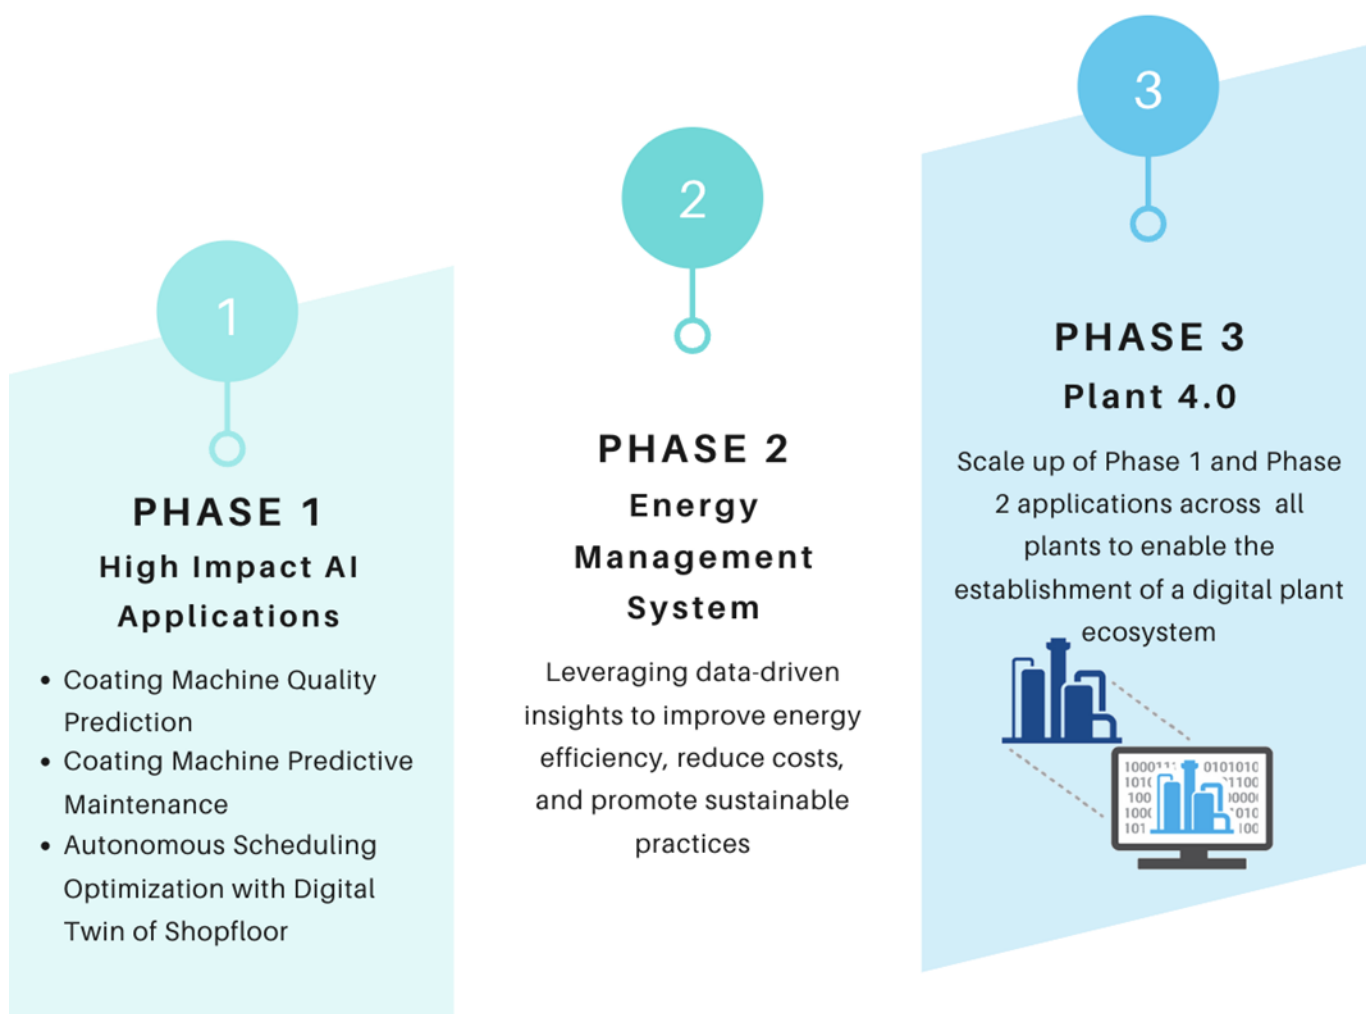 1
PHASE 1
High Impact AI
Applications
• Coating Machine Quality
Prediction
• Coating Machine Predictive
Maintenance
• Autonomous Scheduling
Optimization with Digital
Twin of Shopfloor
2
PHASE 2
Energy
Management
System
Leveraging data-driven
insights to improve energy
efficiency, reduce costs,
and promote sustainable
practices
3
PHASE 3
Plant 4.0
Scale up of Phase 1 and Phase
2 applications across all
plants to enable the
establishment of a digital plant
ecosystem
0101010
100
101